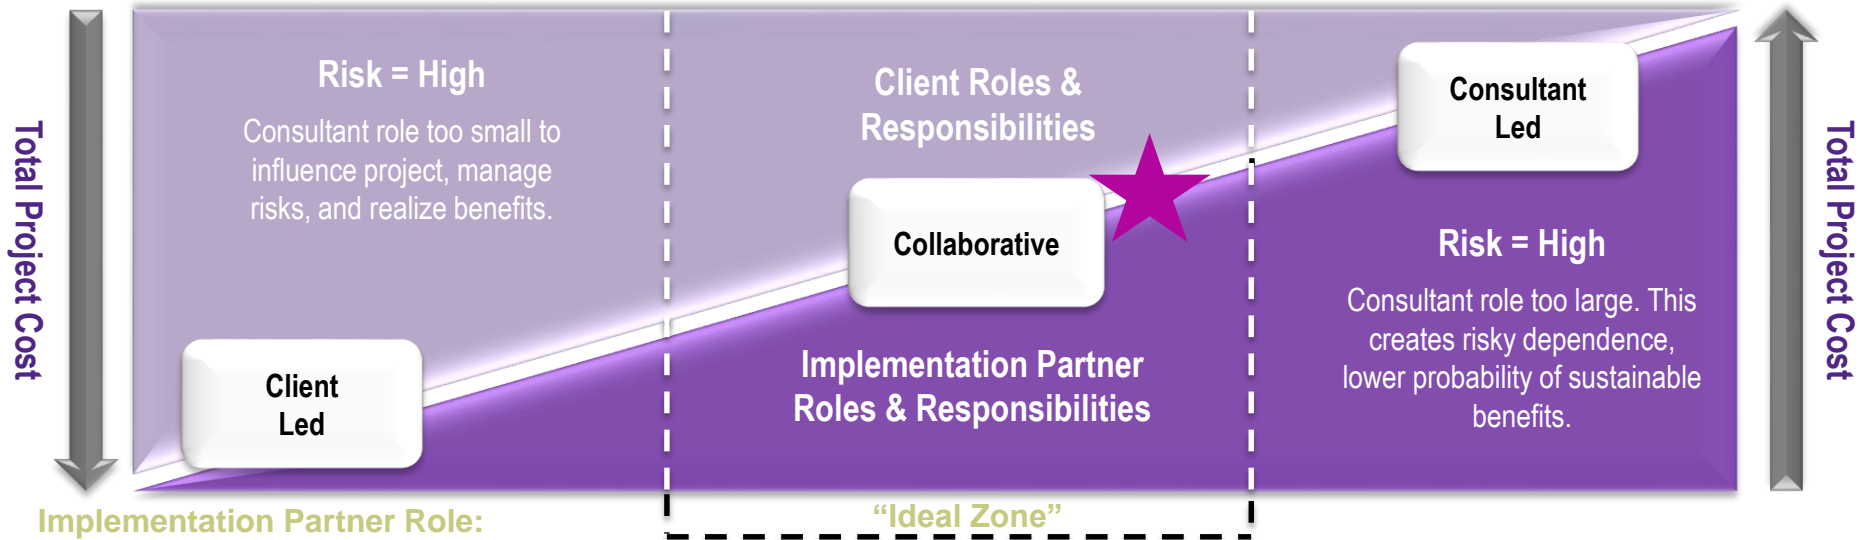 Total Project Cost
Risk = High
Consultant role too small to
influence project, manage
risks, and realize benefits.
Client
Led
Client Roles &
Responsibilities
Collaborative
Implementation Partner
Roles & Responsibilities
Consultant
Led
Risk = High
Consultant role too large. This
creates risky dependence,
lower probability of sustainable
benefits.
Total Project Cost
Implementation Partner Role:
“Ideal Zone”